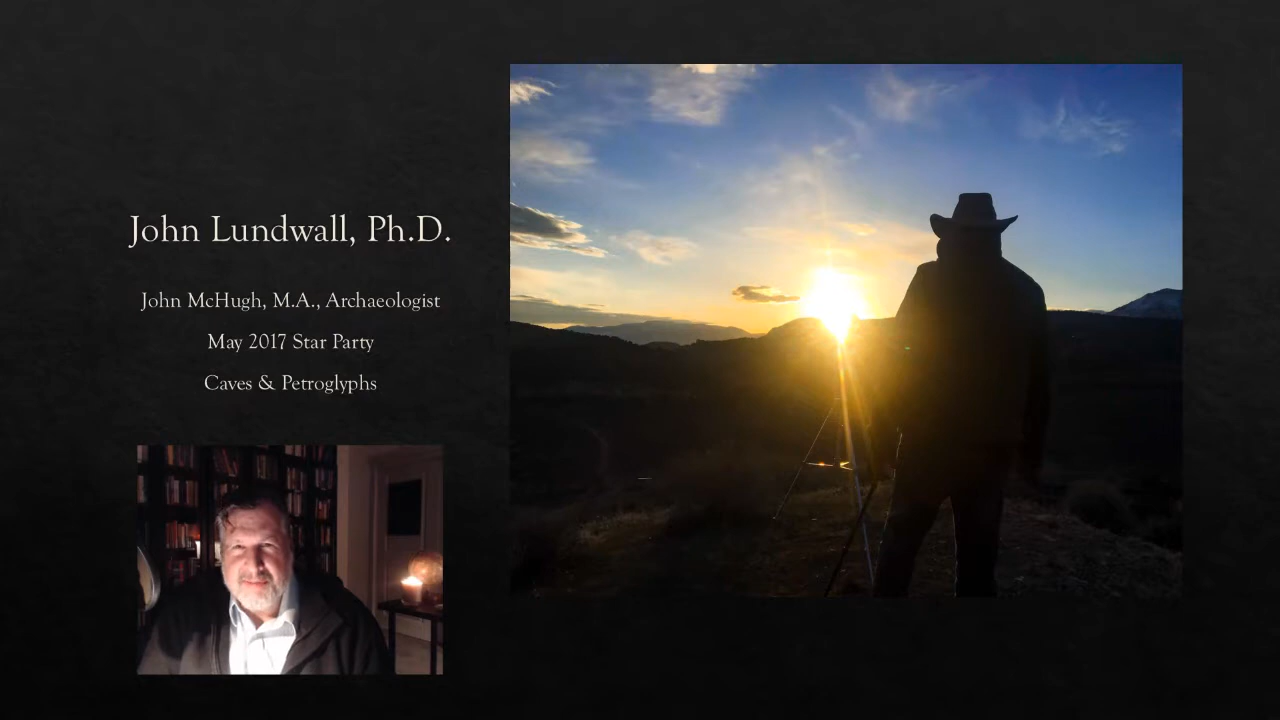 John Lundwall, Ph.D.
John McHugh, M.A., Archaeologist
May 2017 Star Party
Caves & Petroglyphs